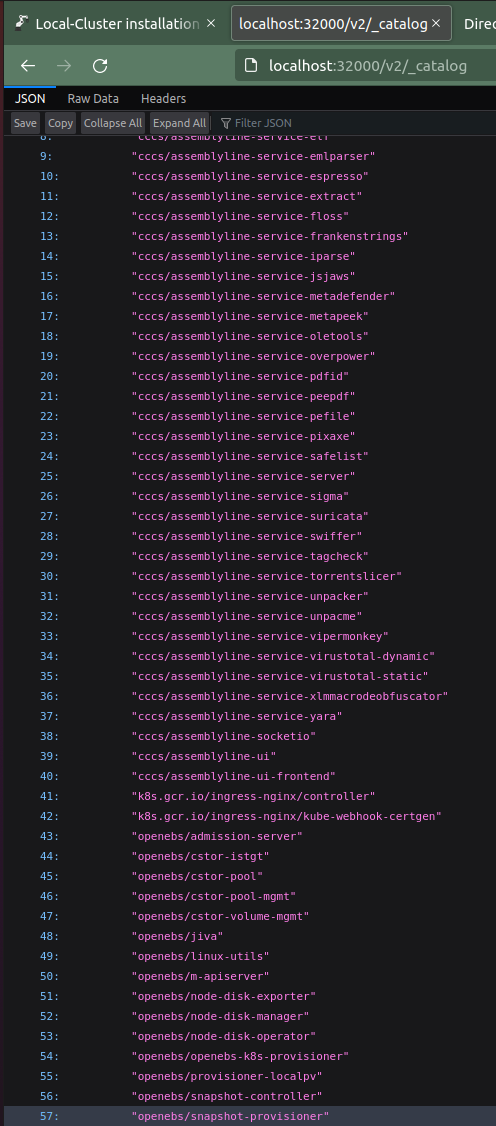 Local-Cluster installation ×
localhost:32000/v2/_catalog ×
Direc
localhost:32000/v2/_catalog
JSON Raw Data Headers
Save Copy Collapse All Expand All Filter JSON
8: "cccs/assemblyline-service-elf"
9: "cccs/assemblyline-service-emlparser"
10: "cccs/assemblyline-service-espresso"
11: "cccs/assemblyline-service-extract"
12: "cccs/assemblyline-service-floss"
13: "cccs/assemblyline-service-frankenstrings"
14: "cccs/assemblyline-service-iparse"
15: "cccs/assemblyline-service-jsjaws"
16: "cccs/assemblyline-service-metadefender"
17: "cccs/assemblyline-service-metapeek"
18: "cccs/assemblyline-service-oletools"
19: "cccs/assemblyline-service-overpower"
20: "cccs/assemblyline-service-pdfid"
21: "cccs/assemblyline-service-peepdf"
22: "cccs/assemblyline-service-pefile"
23: "cccs/assemblyline-service-pixaxe"
24: "cccs/assemblyline-service-safelist"
25: "cccs/assemblyline-service-server"
26: "cccs/assemblyline-service-sigma"
27: "cccs/assemblyline-service-suricata"
28: "cccs/assemblyline-service-swiffer"
29: "cccs/assemblyline-service-tagcheck"
30: "cccs/assemblyline-service-torrentslicer"
31: "cccs/assemblyline-service-unpacker"
32: "cccs/assemblyline-service-unpacme"
33: "cccs/assemblyline-service-vipermonkey"
34: "cccs/assemblyline-service-virustotal-dynamic"
35: "cccs/assemblyline-service-virustotal-static"
36: "cccs/assemblyline-service-xlmmacrodeobfuscator"
37: "cccs/assemblyline-service-yara"
38: "cccs/assemblyline-socketio"
39: "cccs/assemblyline-ui"
40: "cccs/assemblyline-ui-frontend"
41: "k8s.gcr.io/ingress-nginx/controller"
42: "k8s.gcr.io/ingress-nginx/kube-webhook-certgen"
43: "openebs/admission-server"
44: "openebs/cstor-istgt"
45: "openebs/cstor-pool"
46: "openebs/cstor-pool-mgmt"
47: "openebs/cstor-volume-mgmt"
48: "openebs/jiva"
49: "openebs/linux-utils"
50: "openebs/m-apiserver"
51: "openebs/node-disk-exporter"
52: "openebs/node-disk-manager"
53: "openebs/node-disk-operator"
54: "openebs/openebs-k8s-provisioner"
55: "openebs/provisioner-localpv"
56: "openebs/snapshot-controller"
57: "openebs/snapshot-provisioner"